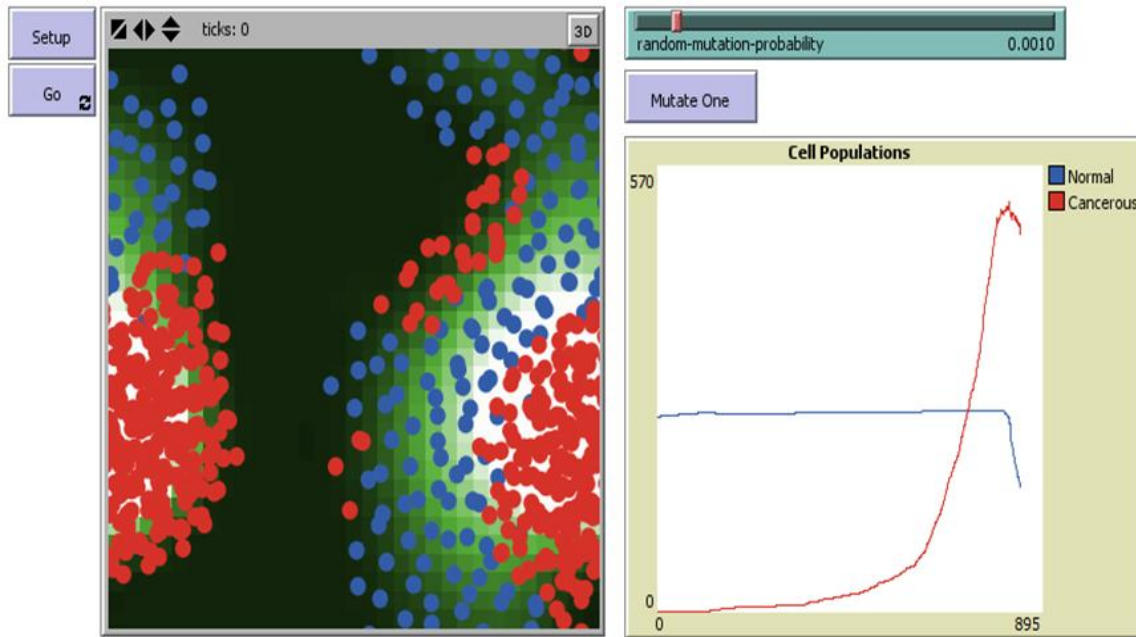 Setup
Go
ticks: 0
3D
random-mutation-probability 0.0010
Mutate One
Cell Populations
570
0
0 895
Normal
Cancerous